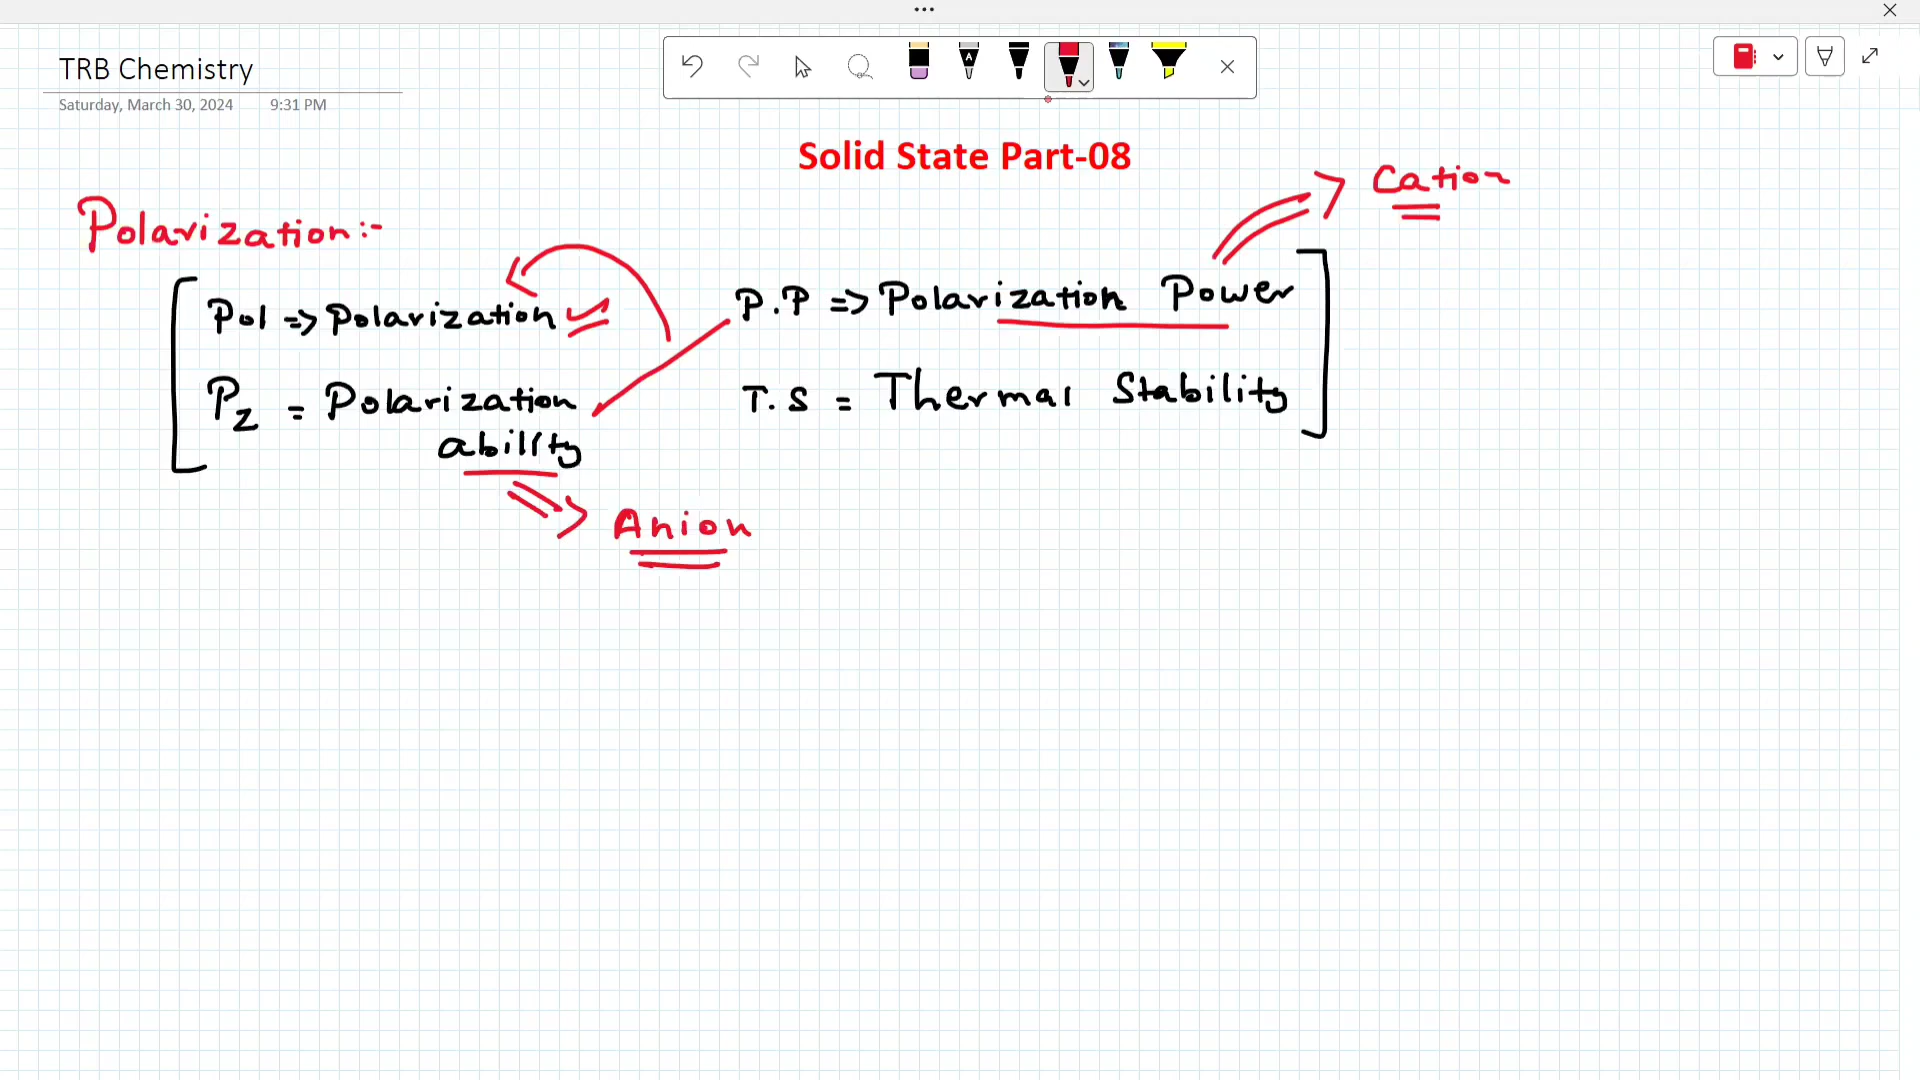 TRB Chemistry
Saturday, March 30, 2024 9:31 PM
Solid State Part-08
Cation
Polarization:-
Pol => Polarization
P.P => Polarization Power
Pz = Polarization
ability
T.S = Thermal Stability
Anion